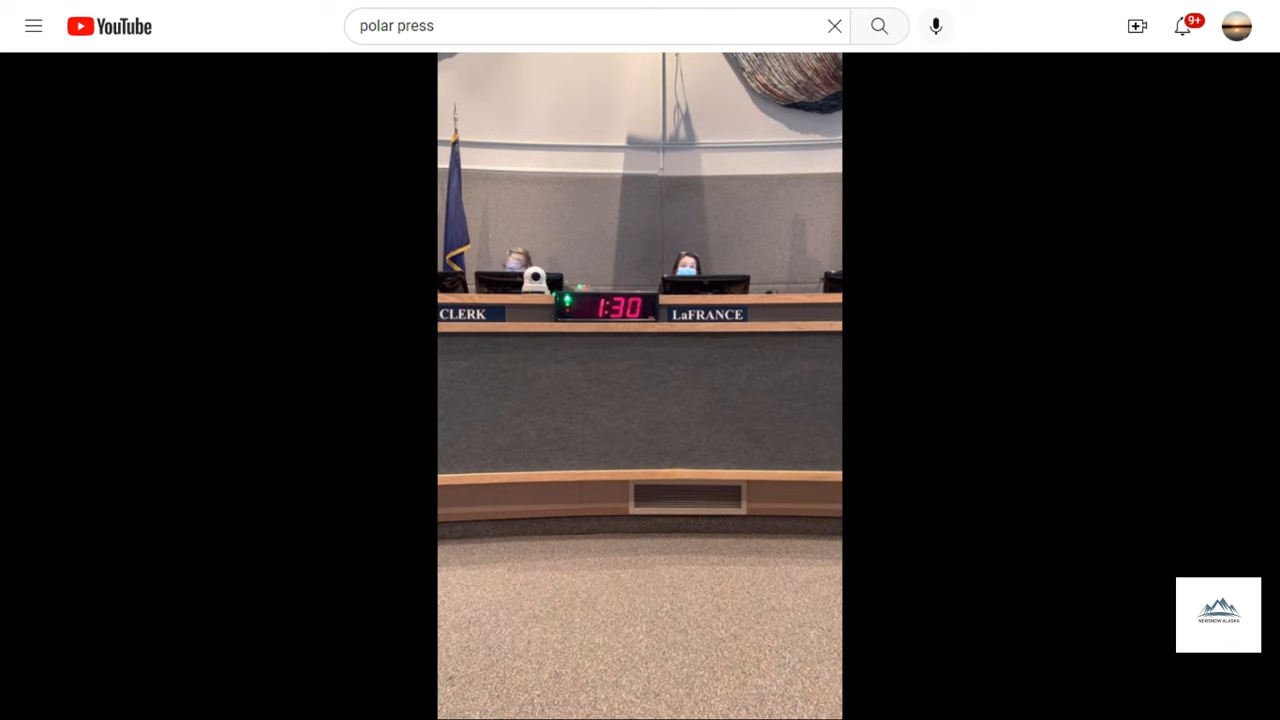 YouTube
polar press
9+
1:30
CLERK
LaFRANCE
NEWSNOW ALASKA